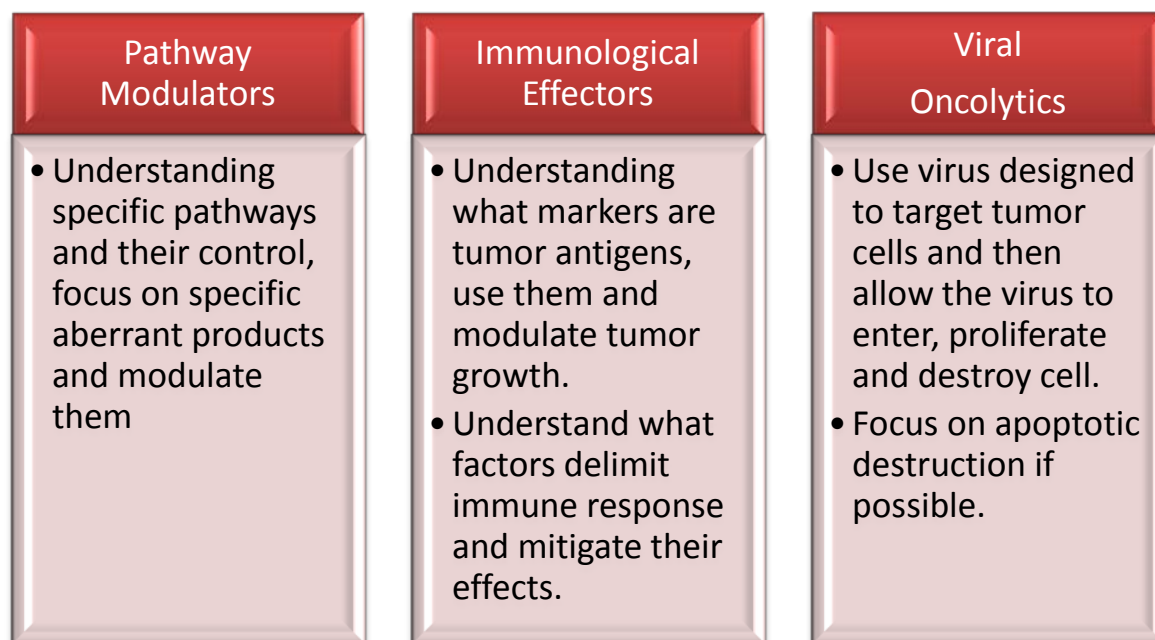 Pathway
Modulators
• Understanding
specific pathways
and their control,
focus on specific
aberrant products
and modulate
them
Immunological
Effectors
• Understanding
what markers are
tumor antigens,
use them and
modulate tumor
growth.
• Understand what
factors delimit
immune response
and mitigate their
effects.
Viral
Oncolytics
• Use virus designed
to target tumor
cells and then
allow the virus to
enter, proliferate
and destroy cell.
• Focus on apoptotic
destruction if
possible.